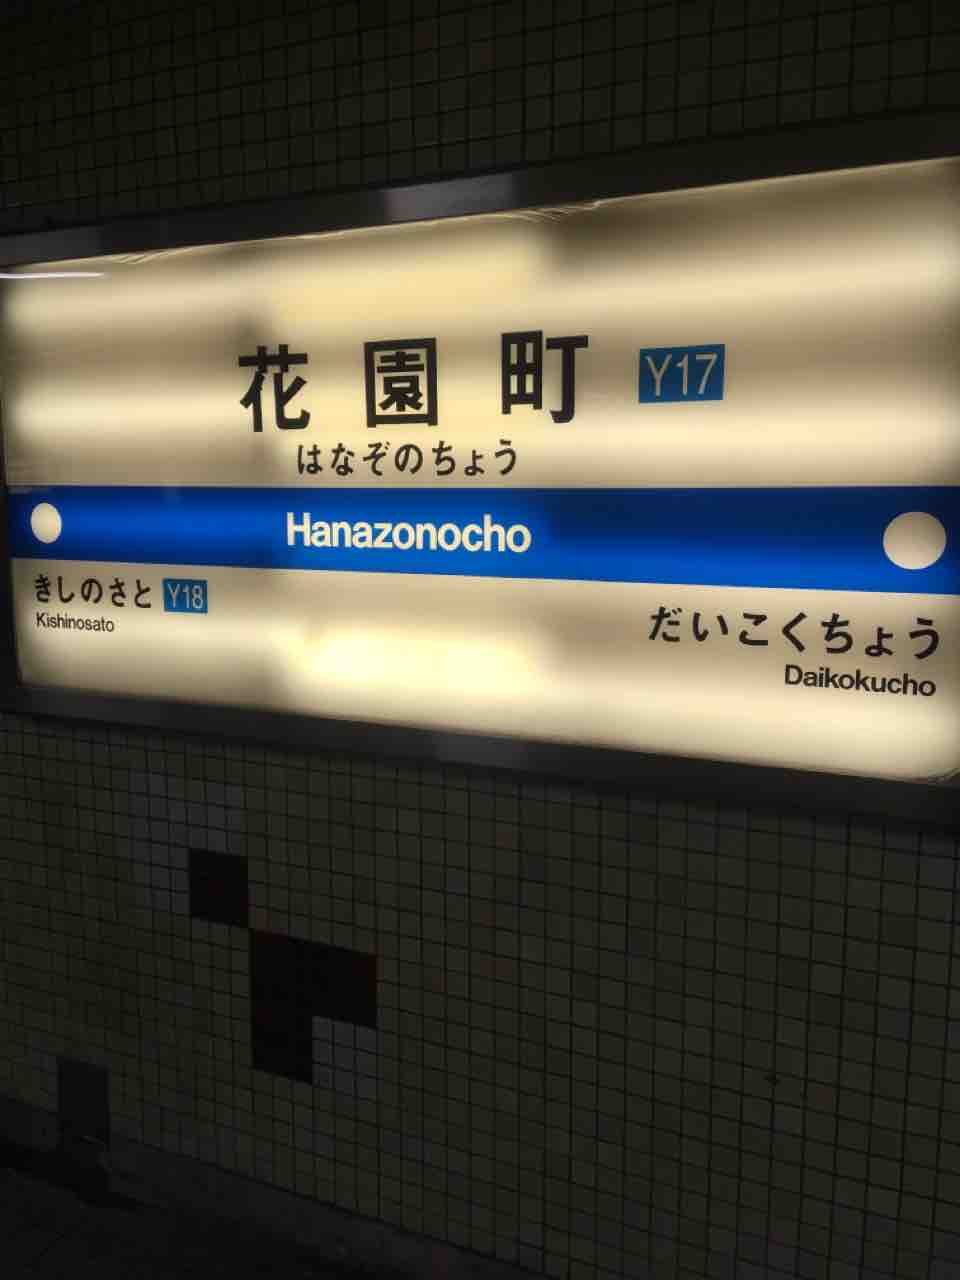 花園町 Y17
はなぞのちょう
Hanazonocho
きしのさと Y18
Kishinosato
だいこくちょう
Daikokucho